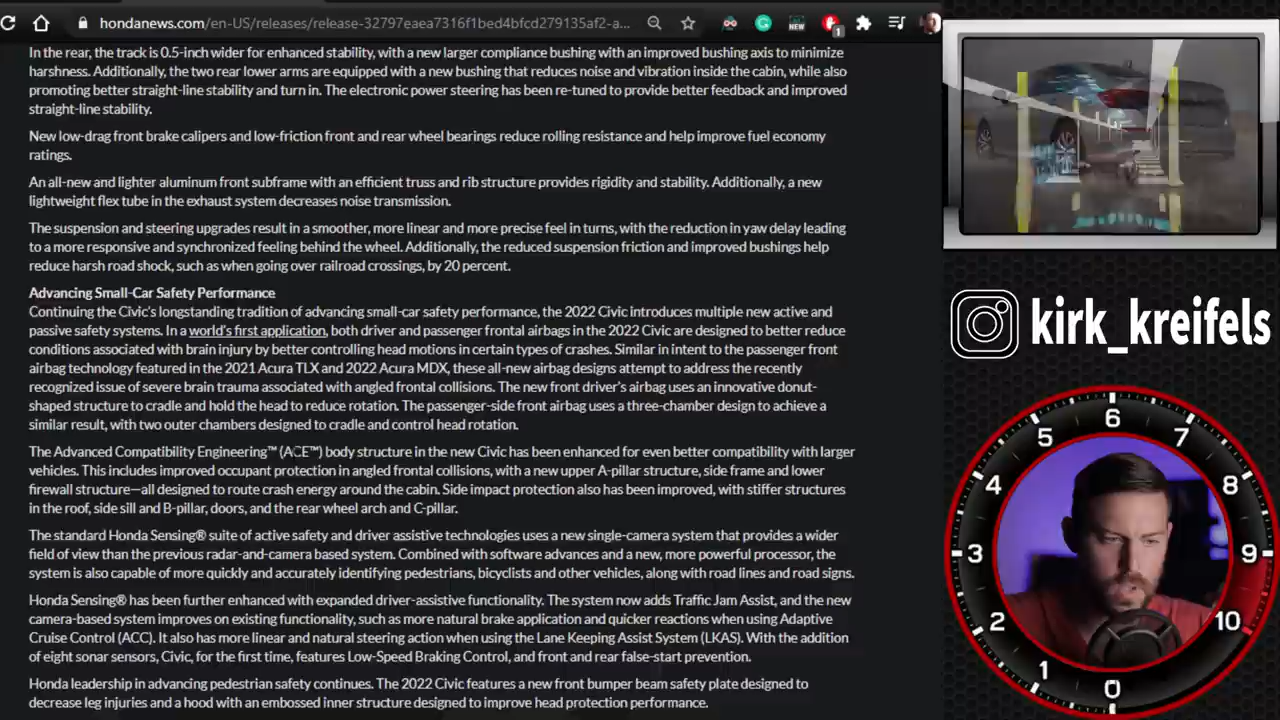 hondanews.com/en-US/releases/release-32797eaea7316f1bed4bfcd279135af2-a...
NEW
1
In the rear, the track is 0.5-inch wider for enhanced stability, with a new larger compliance bushing with an improved bushing axis to minimize
harshness. Additionally, the two rear lower arms are equipped with a new bushing that reduces noise and vibration inside the cabin, while also
promoting better straight-line stability and turn in. The electronic power steering has been re-tuned to provide better feedback and improved
straight-line stability.
New low-drag front brake calipers and low-friction front and rear wheel bearings reduce rolling resistance and help improve fuel economy
ratings.
An all-new and lighter aluminum front subframe with an efficient truss and rib structure provides rigidity and stability. Additionally, a new
lightweight flex tube in the exhaust system decreases noise transmission.
The suspension and steering upgrades result in a smoother, more linear and more precise feel in turns, with the reduction in yaw delay leading
to a more responsive and synchronized feeling behind the wheel. Additionally, the reduced suspension friction and improved bushings help
reduce harsh road shock, such as when going over railroad crossings, by 20 percent.
Advancing Small-Car Safety Performance
Continuing the Civic's longstanding tradition of advancing small-car safety performance, the 2022 Civic introduces multiple new active and
passive safety systems. In a world's first application, both driver and passenger frontal airbags in the 2022 Civic are designed to better reduce
conditions associated with brain injury by better controlling head motions in certain types of crashes. Similar in intent to the passenger front
airbag technology featured in the 2021 Acura TLX and 2022 Acura MDX, these all-new airbag designs attempt to address the recently
recognized issue of severe brain trauma associated with angled frontal collisions. The new front driver's airbag uses an innovative donut-
shaped structure to cradle and hold the head to reduce rotation. The passenger-side front airbag uses a three-chamber design to achieve a
similar result, with two outer chambers designed to cradle and control head rotation.
The Advanced Compatibility Engineering™ (ACE™) body structure in the new Civic has been enhanced for even better compatibility with larger
vehicles. This includes improved occupant protection in angled frontal collisions, with a new upper A-pillar structure, side frame and lower
firewall structure—all designed to route crash energy around the cabin. Side impact protection also has been improved, with stiffer structures
in the roof, side sill and B-pillar, doors, and the rear wheel arch and C-pillar.
The standard Honda Sensing® suite of active safety and driver assistive technologies uses a new single-camera system that provides a wider
field of view than the previous radar-and-camera based system. Combined with software advances and a new, more powerful processor, the
system is also capable of more quickly and accurately identifying pedestrians, bicyclists and other vehicles, along with road lines and road signs.
Honda Sensing® has been further enhanced with expanded driver-assistive functionality. The system now adds Traffic Jam Assist, and the new
camera-based system improves on existing functionality, such as more natural brake application and quicker reactions when using Adaptive
Cruise Control (ACC). It also has more linear and natural steering action when using the Lane Keeping Assist System (LKAS). With the addition
of eight sonar sensors, Civic, for the first time, features Low-Speed Braking Control, and front and rear false-start prevention.
Honda leadership in advancing pedestrian safety continues. The 2022 Civic features a new front bumper beam safety plate designed to
decrease leg injuries and a hood with an embossed inner structure designed to improve head protection performance.
kirk_kreifels
6
5 7
4 8
3 9
2 10
1
0